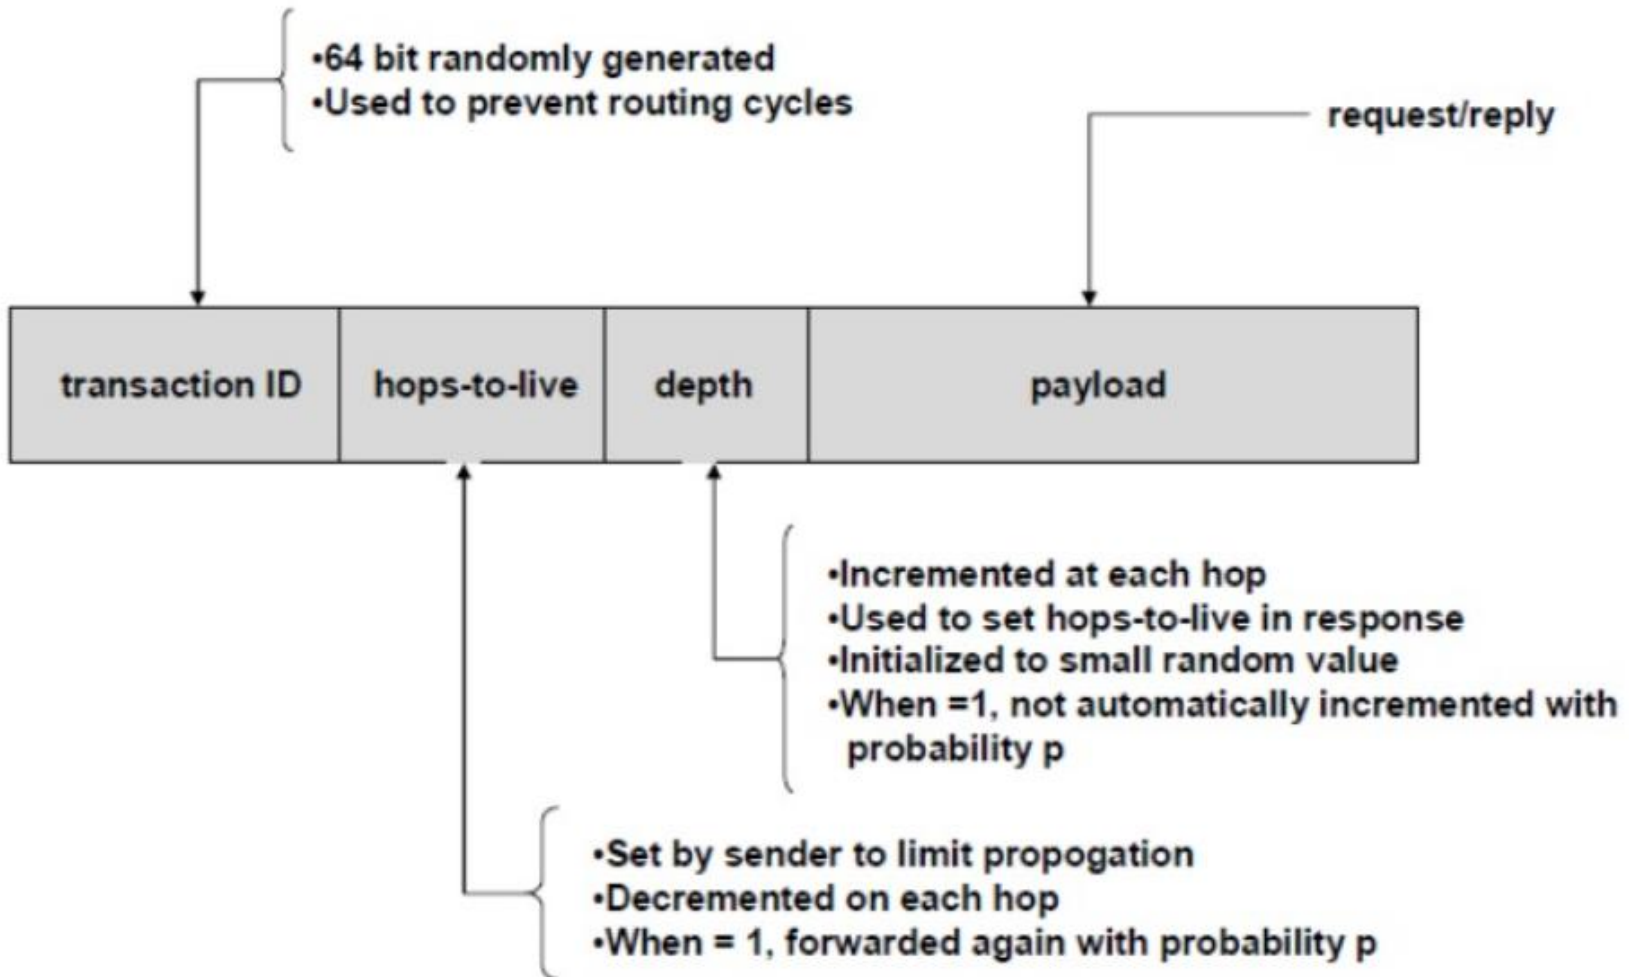 •64 bit randomly generated
•Used to prevent routing cycles
request/reply
transaction ID
hops-to-live
depth
payload
•Incremented at each hop
•Used to set hops-to-live in response
•Initialized to small random value
•When =1, not automatically incremented with
probability p
•Set by sender to limit propogation
•Decremented on each hop
•When = 1, forwarded again with probability p